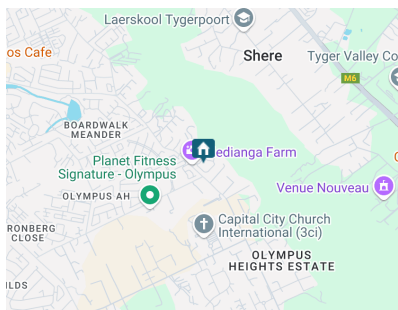 Laerskool Tygerpoort
os Cafe
Shere
Tyger Valley Co
M6
BOARDWALK
MEANDER
edianga Farm
Planet Fitness
Signature - Olympus
Venue Nouveau
OLYMPUS AH
RONBERG
CLOSE
Capital City Church
International (3ci)
OLYMPUS
HEIGHTS ESTATE
ILDS